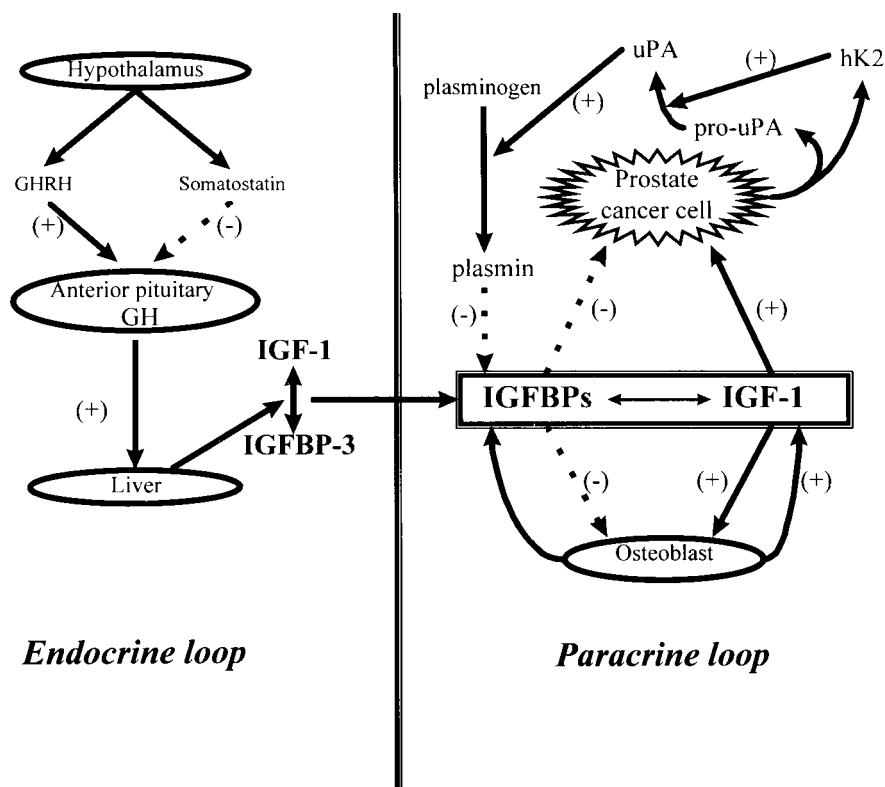 Hypothalamus
GHRH
Somatostatin
(+)
(-)
Anterior pituitary
GH
(+)
IGF-1
IGFBP-3
Liver
Endocrine loop
uPA
(+)
hK2
plasminogen
(+)
pro-uPA
Prostate
cancer cell
plasmin
(-)
(-)
(+)
IGFBPs
IGF-1
(-)
(+)
(+)
Osteoblast
Paracrine loop